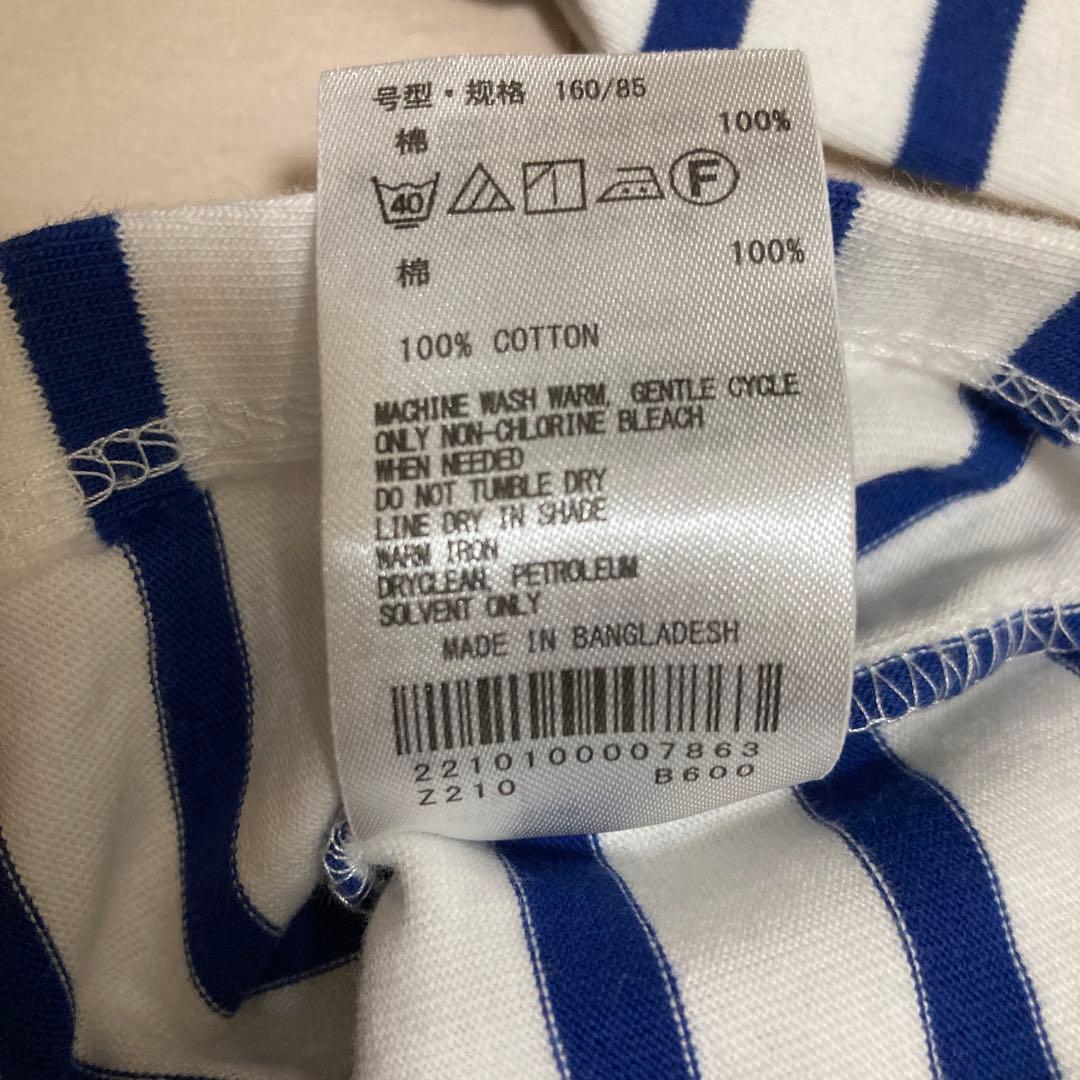 号型・规格 160/85
棉 100%
40 F
棉 100%
100% COTTON
MACHINE WASH WARM, GENTLE CYCLE
ONLY NON-CHLORINE BLEACH
WHEN NEEDED
DO NOT TUMBLE DRY
LINE DRY IN SHADE
WARM IRON
DRYCLEAN, PETROLEUM
SOLVENT ONLY
MADE IN BANGLADESH
2210100007863
Z210 B600